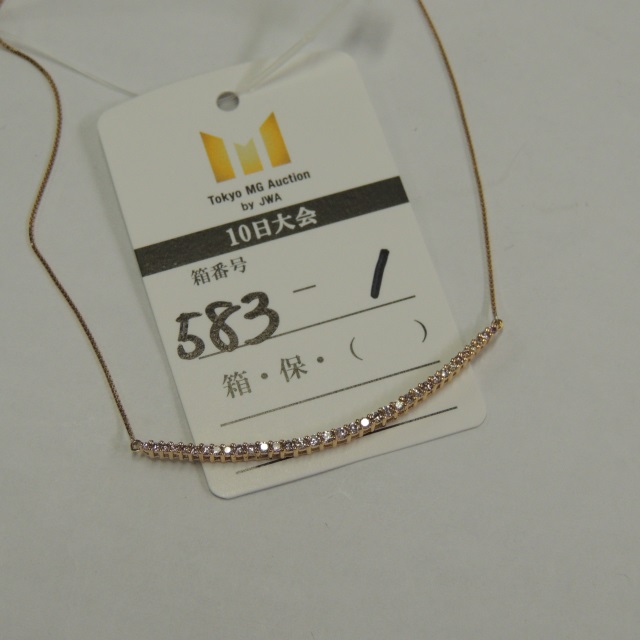 Tokyo MG Auction
by JWA
10日大会
箱番号
583 - 1
箱・保・(　　)